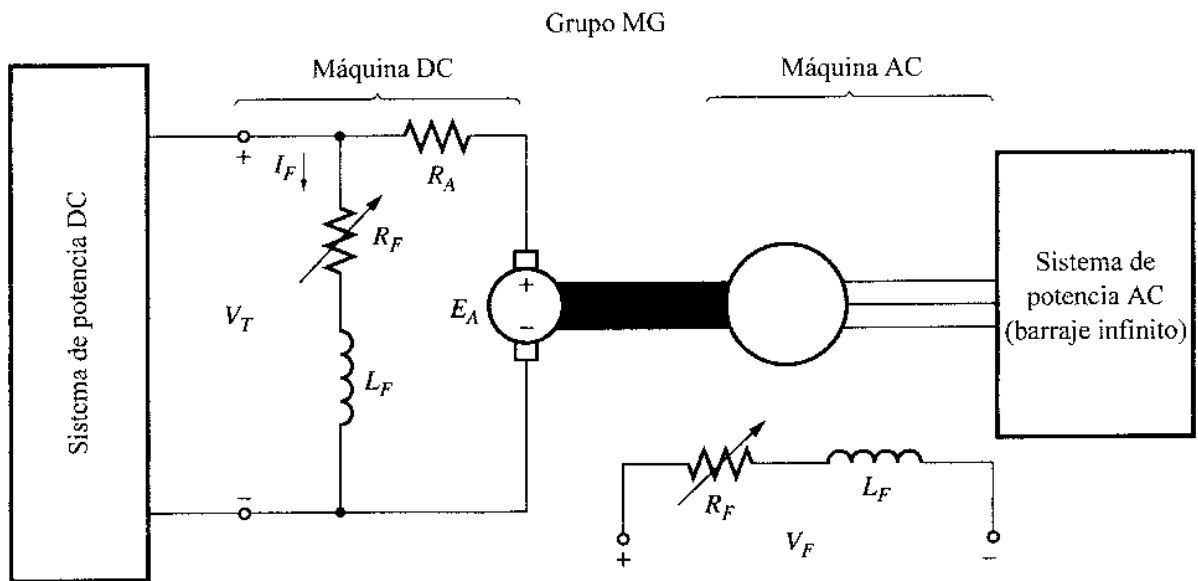 Grupo MG
Máquina DC
Máquina AC
Sistema de potencia DC
+
I_F
R_A
R_F
V_T
E_A
+
−
L_F
−
Sistema de
potencia AC
(barraje infinito)
R_F
L_F
+
V_F
−